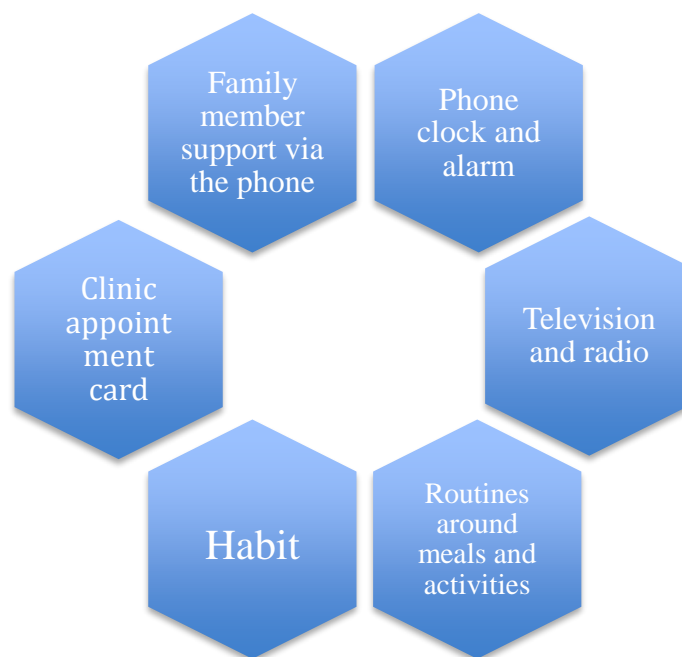 Family
member
support via
the phone
Phone
clock and
alarm
Clinic
appoint
ment
card
Television
and radio
Habit
Routines
around
meals and
activities